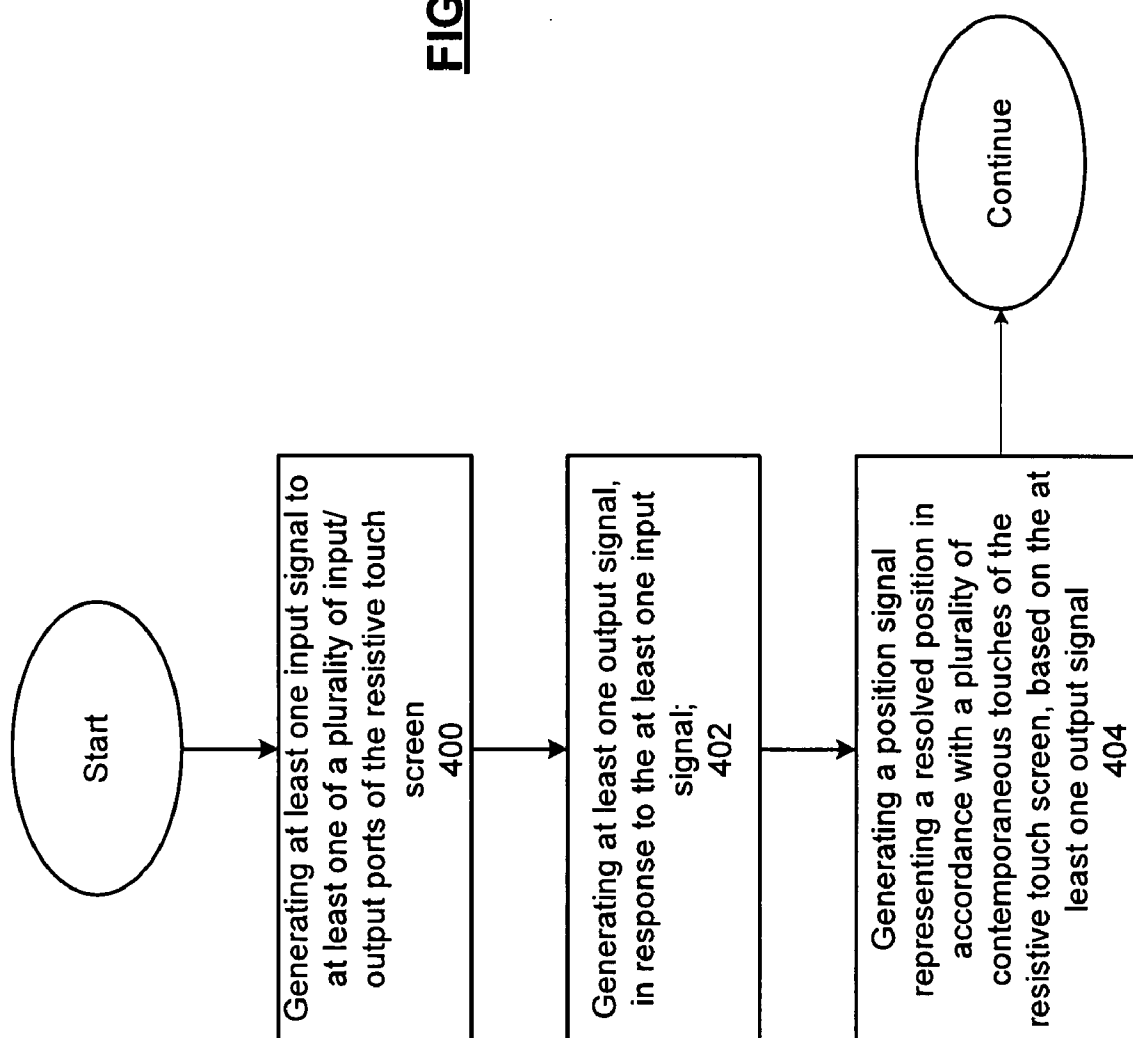 FIG
Start
Generating at least one input signal to
at least one of a plurality of input/
output ports of the resistive touch
screen
400
Generating at least one output signal,
in response to the at least one input
signal;
402
Generating a position signal
representing a resolved position in
accordance with a plurality of
contemporaneous touches of the
resistive touch screen, based on the at
least one output signal
404
Continue